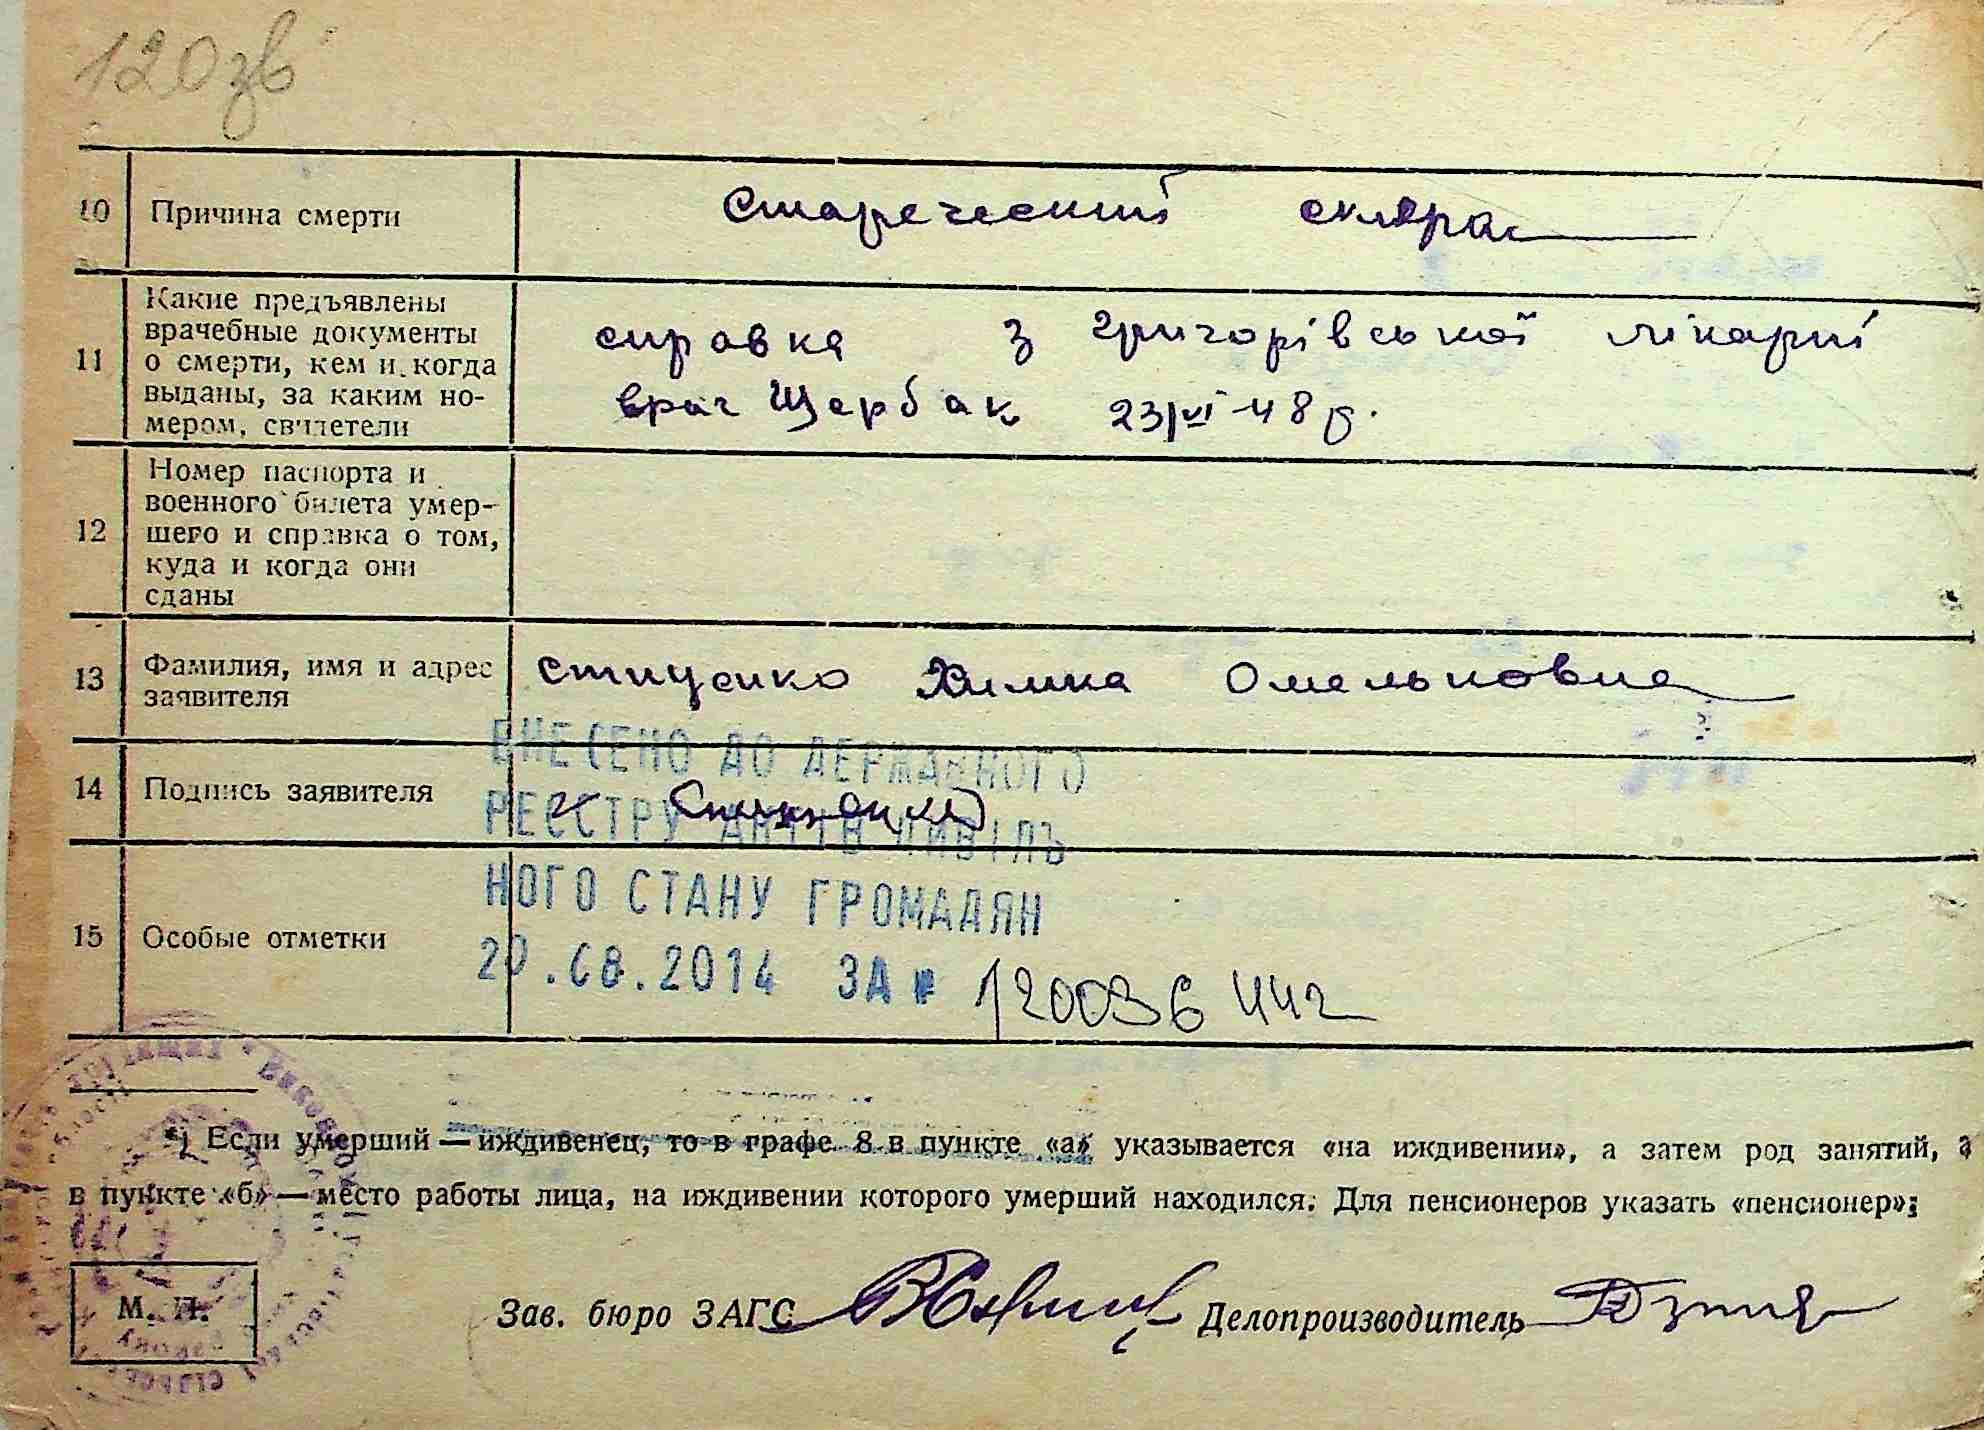 120зв
10 Причина смерти
Старческий склероз
11 Какие предъявлены
врачебные документы
о смерти, кем и когда
выданы, за каким но-
мером, свидетели
справка з Григорівської лікарні
врач Щербак 23/VI-48 р.
12 Номер паспорта и
военного билета умер-
шего и справка о том,
куда и когда они
сданы
13 Фамилия, имя и адрес
заявителя
Стиценко Химка Омельковна
14 Подпись заявителя
15 Особые отметки
ВНЕСЕНО ДО ДЕРЖАВНОГО
РЕЄСТРУ АКТІВ ЦИВІЛЬ
НОГО СТАНУ ГРОМАДЯН
20.08.2014 ЗА № 120036442
*) Если умерший — иждивенец, то в графе 8 в пункте «а» указывается «на иждивении», а затем род занятий, а
в пункте «б» — место работы лица, на иждивении которого умерший находился. Для пенсионеров указать «пенсионер»;
М. П.
Зав. бюро ЗАГС
Делопроизводитель